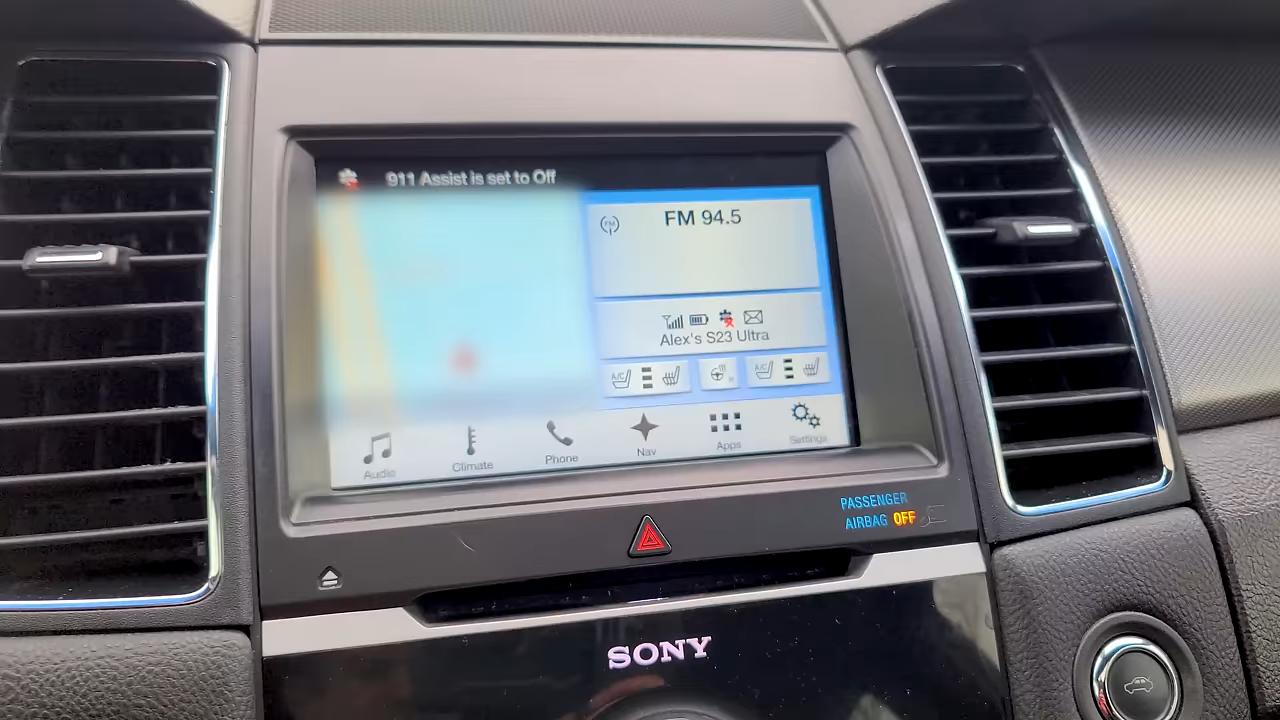 911 Assist is set to Off
FM
FM 94.5
Alex's S23 Ultra
A/C
A/C
Audio
Climate
Phone
Nav
Apps
Settings
PASSENGER
AIRBAG OFF
SONY